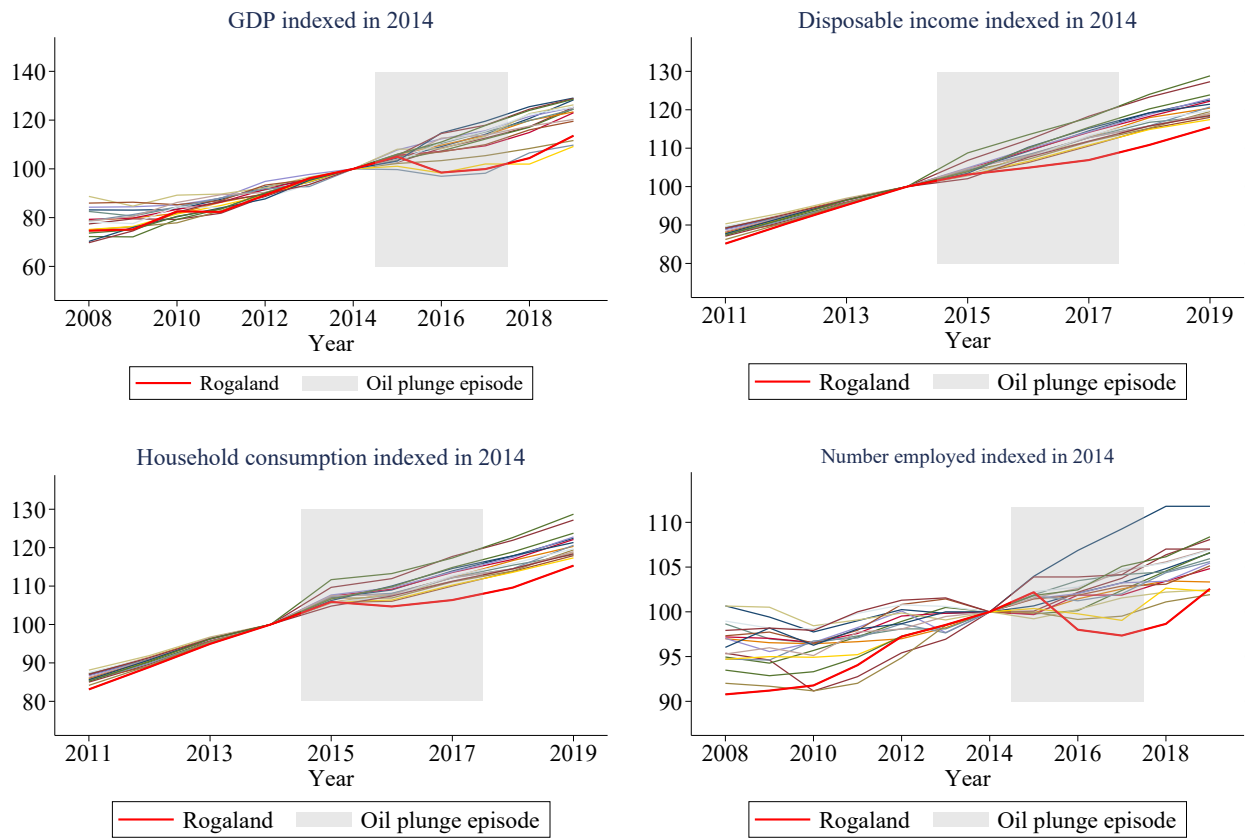 GDP indexed in 2014
140
120
100
80
60
2008 2010 2012 2014 2016 2018
Year
Rogaland Oil plunge episode
Disposable income indexed in 2014
130
120
110
100
90
80
2011 2013 2015 2017 2019
Year
Rogaland Oil plunge episode
Household consumption indexed in 2014
130
120
110
100
90
80
2011 2013 2015 2017 2019
Year
Rogaland Oil plunge episode
Number employed indexed in 2014
110
105
100
95
90
2008 2010 2012 2014 2016 2018
Year
Rogaland Oil plunge episode